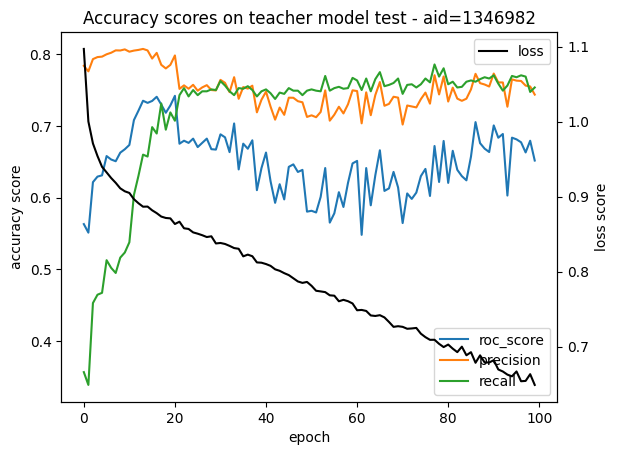 Accuracy scores on teacher model test - aid=1346982
accuracy score
0.8
0.7
0.6
0.5
0.4
loss
1.1
1.0
0.9
0.8
0.7
loss score
roc_score
precision
recall
0
20
40
60
80
100
epoch